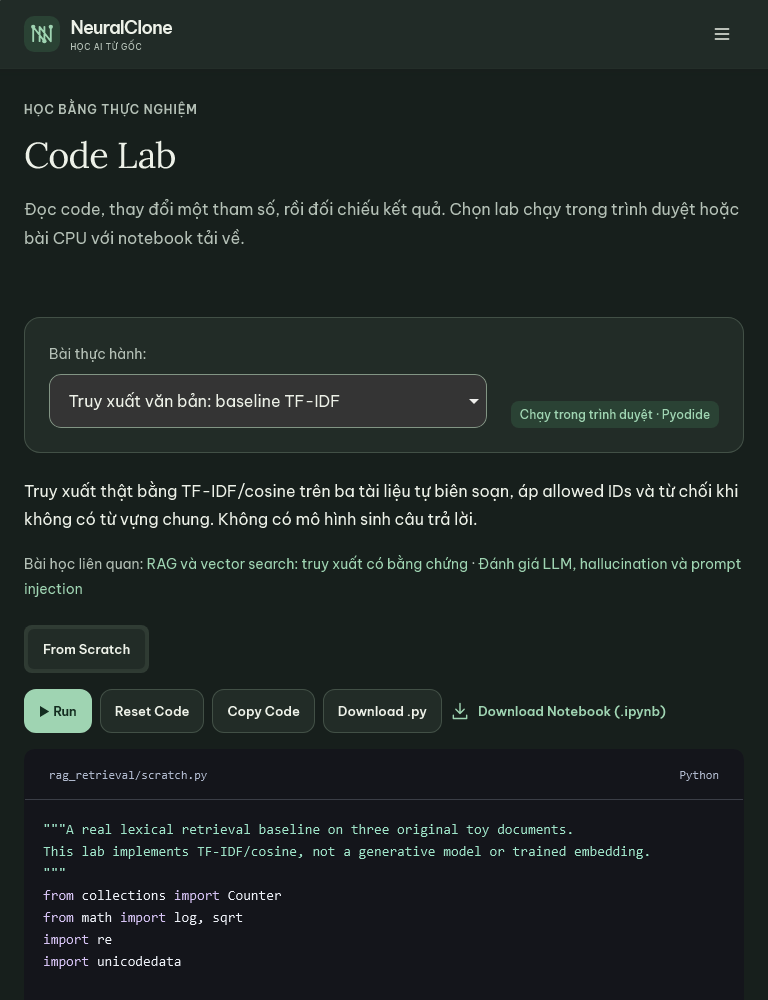 NeuralClone
HỌC AI TỪ GỐC
HỌC BẰNG THỰC NGHIỆM
Code Lab
Đọc code, thay đổi một tham số, rồi đối chiếu kết quả. Chọn lab chạy trong trình duyệt hoặc
bài CPU với notebook tải về.
Bài thực hành:
Truy xuất văn bản: baseline TF-IDF
Chạy trong trình duyệt · Pyodide
Truy xuất thật bằng TF-IDF/cosine trên ba tài liệu tự biên soạn, áp allowed IDs và từ chối khi
không có từ vựng chung. Không có mô hình sinh câu trả lời.
Bài học liên quan: RAG và vector search: truy xuất có bằng chứng · Đánh giá LLM, hallucination và prompt
injection
From Scratch
Run Reset Code Copy Code Download .py Download Notebook (.ipynb)
rag_retrieval/scratch.py Python
"""A real lexical retrieval baseline on three original toy documents.
This lab implements TF-IDF/cosine, not a generative model or trained embedding.
"""
from collections import Counter
from math import log, sqrt
import re
import unicodedata